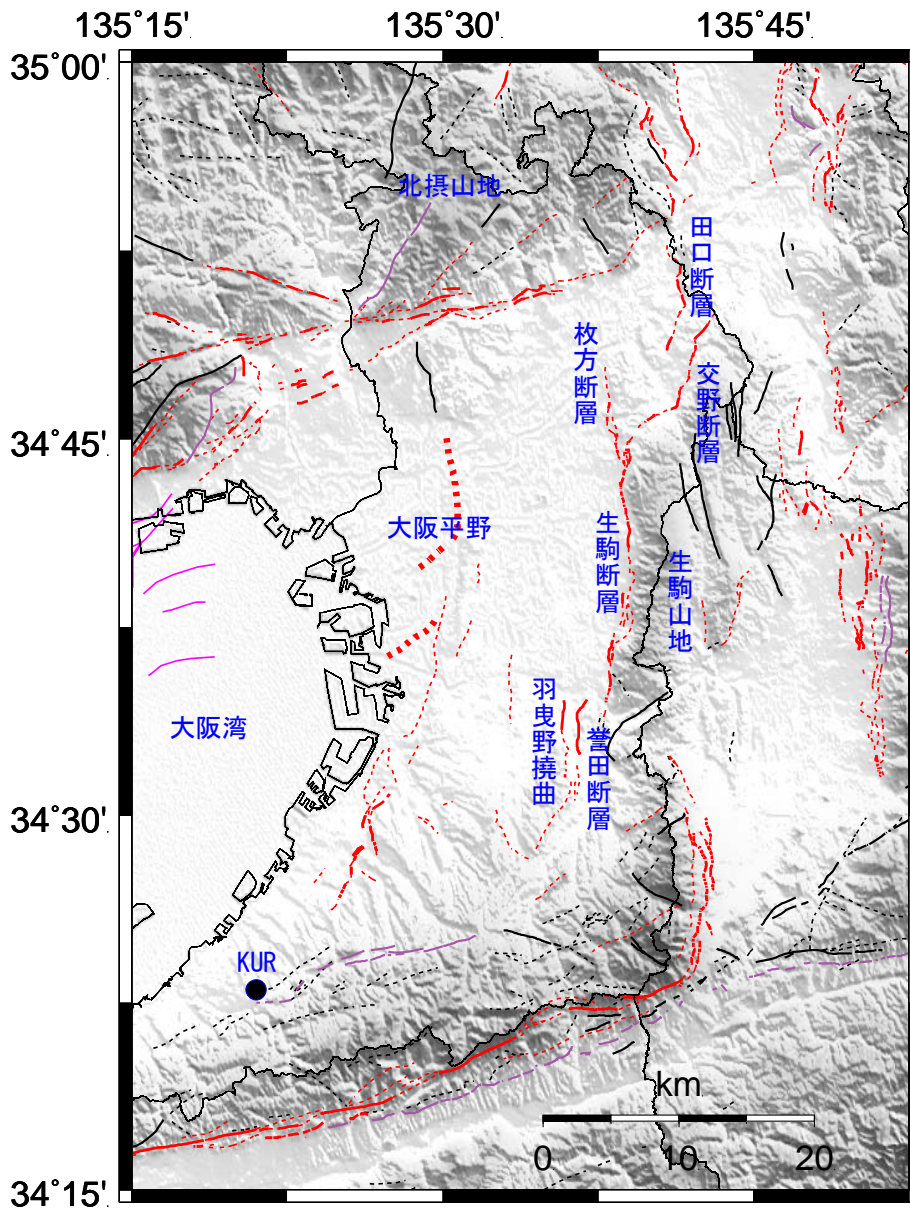 135˚15' 135˚30' 135˚45'
35˚00'
北摂山地
田口断層
枚方断層
交野断層
34˚45'
大阪平野
生駒断層
生駒山地
羽曳野撓曲
大阪湾
誉田断層
34˚30'
KUR
km
0 10 20
34˚15'